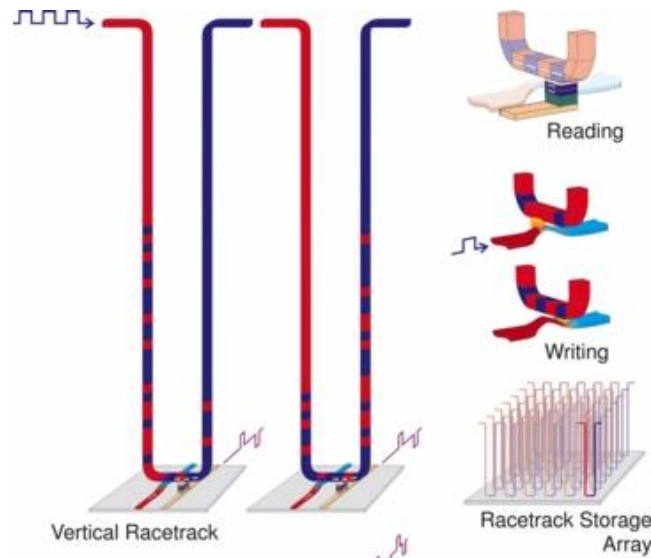 Reading
Writing
Vertical Racetrack
Racetrack Storage
Array